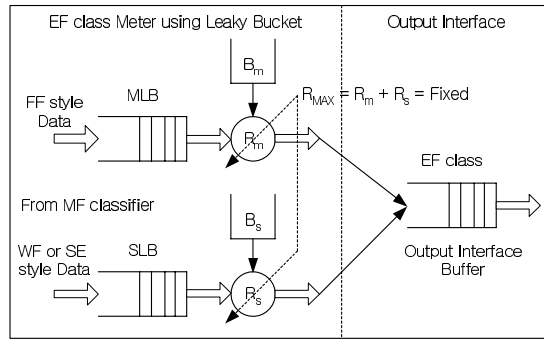 EF class Meter using Leaky Bucket
Output Interface
Bm
RMAX = Rm + Rs = Fixed
FF style
Data
MLB
Rm
EF class
From MF classifier
Bs
WF or SE
style Data
SLB
Rs
Output Interface
Buffer